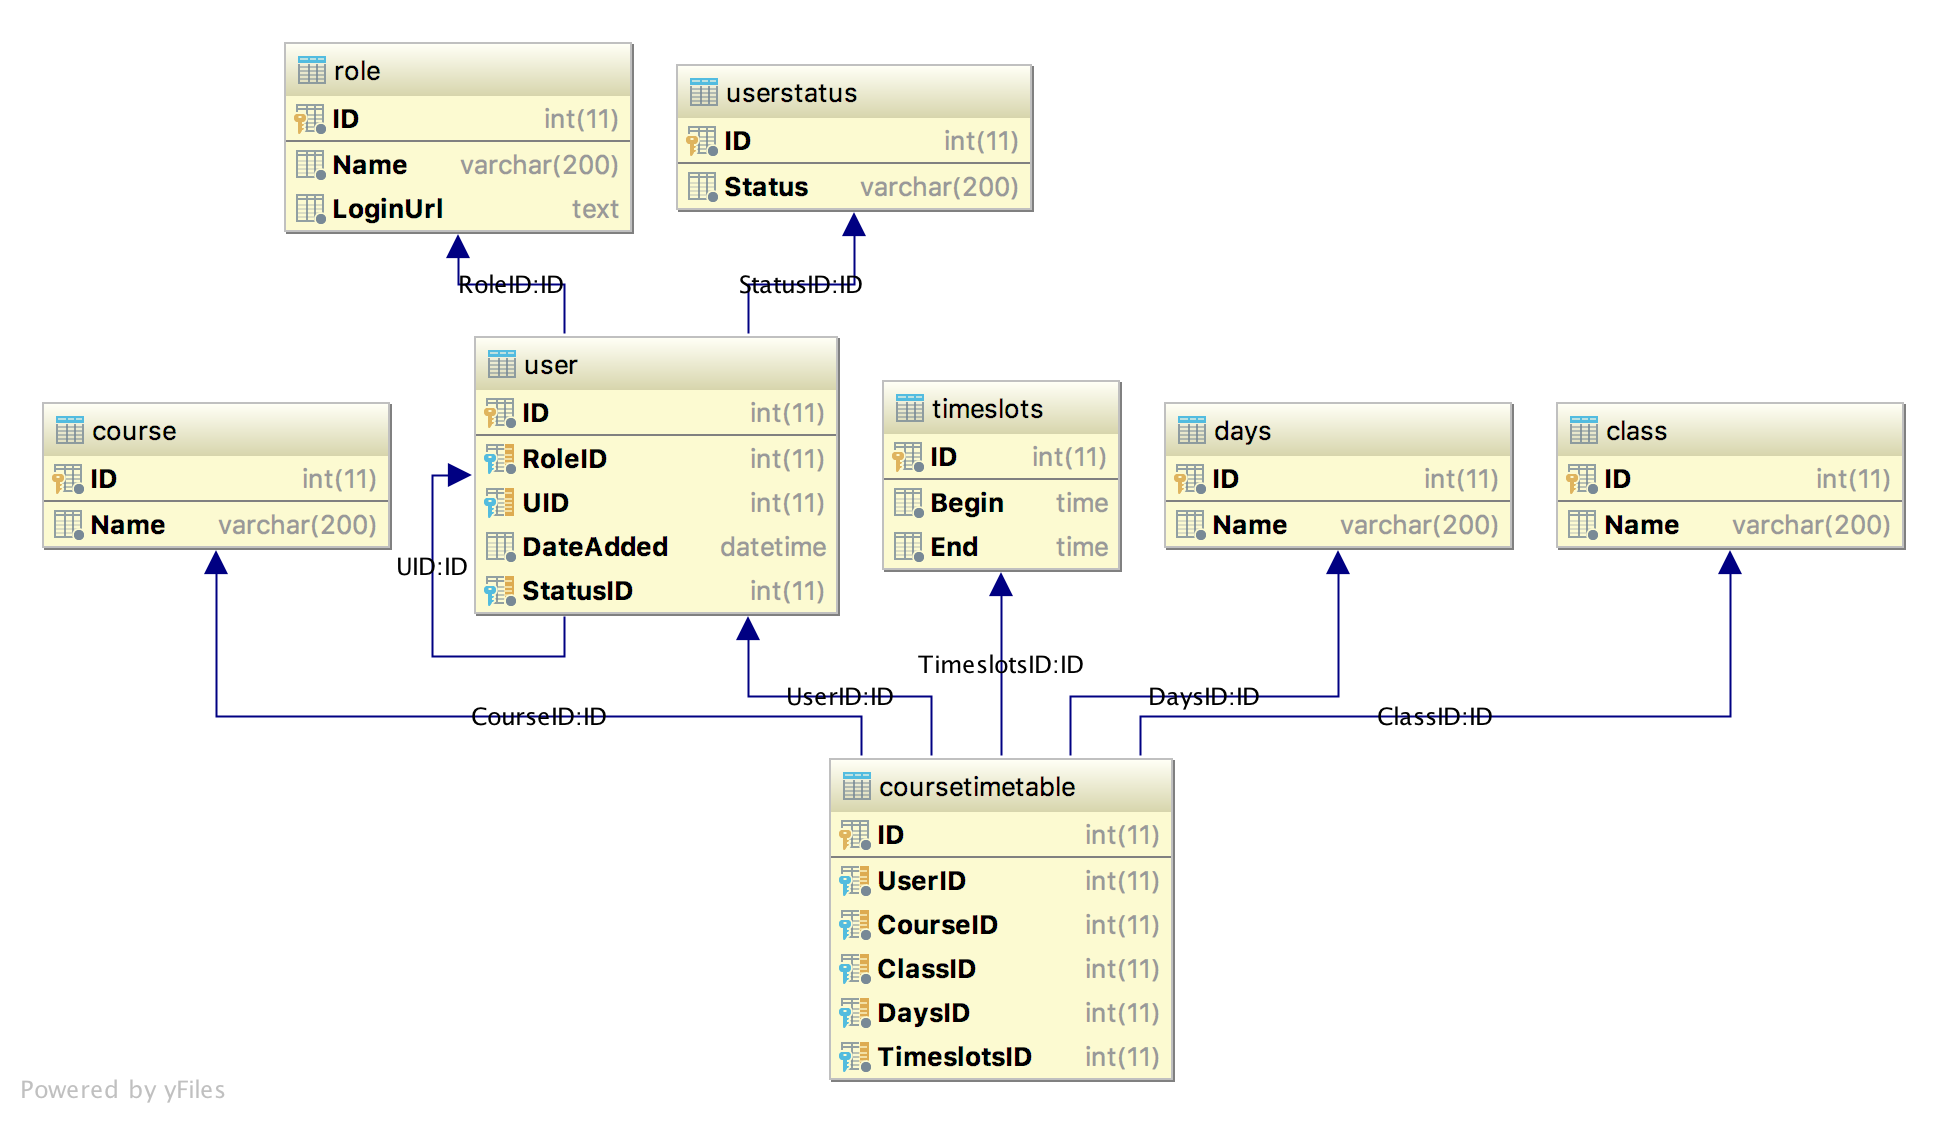 role
ID int(11)
Name varchar(200)
LoginUrl text
userstatus
ID int(11)
Status varchar(200)
RoleID:ID
StatusID:ID
user
ID int(11)
RoleID int(11)
UID int(11)
DateAdded datetime
StatusID int(11)
UID:ID
course
ID int(11)
Name varchar(200)
timeslots
ID int(11)
Begin time
End time
days
ID int(11)
Name varchar(200)
class
ID int(11)
Name varchar(200)
TimeslotsID:ID
UserID:ID
DaysID:ID
CourseID:ID
ClassID:ID
coursetimetable
ID int(11)
UserID int(11)
CourseID int(11)
ClassID int(11)
DaysID int(11)
TimeslotsID int(11)
Powered by yFiles